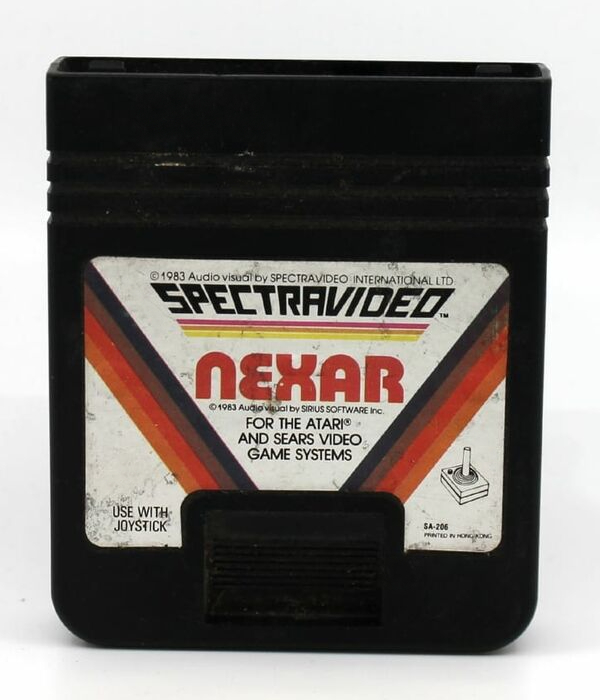 ©1983 Audio visual by SPECTRAVIDEO INTERNATIONAL LTD
SPECTRAVIDEO™
NEXAR
©1983 Audio visual by SIRIUS SOFTWARE Inc.
FOR THE ATARI®
AND SEARS VIDEO
GAME SYSTEMS
USE WITH
JOYSTICK
SA-206
PRINTED IN HONG KONG